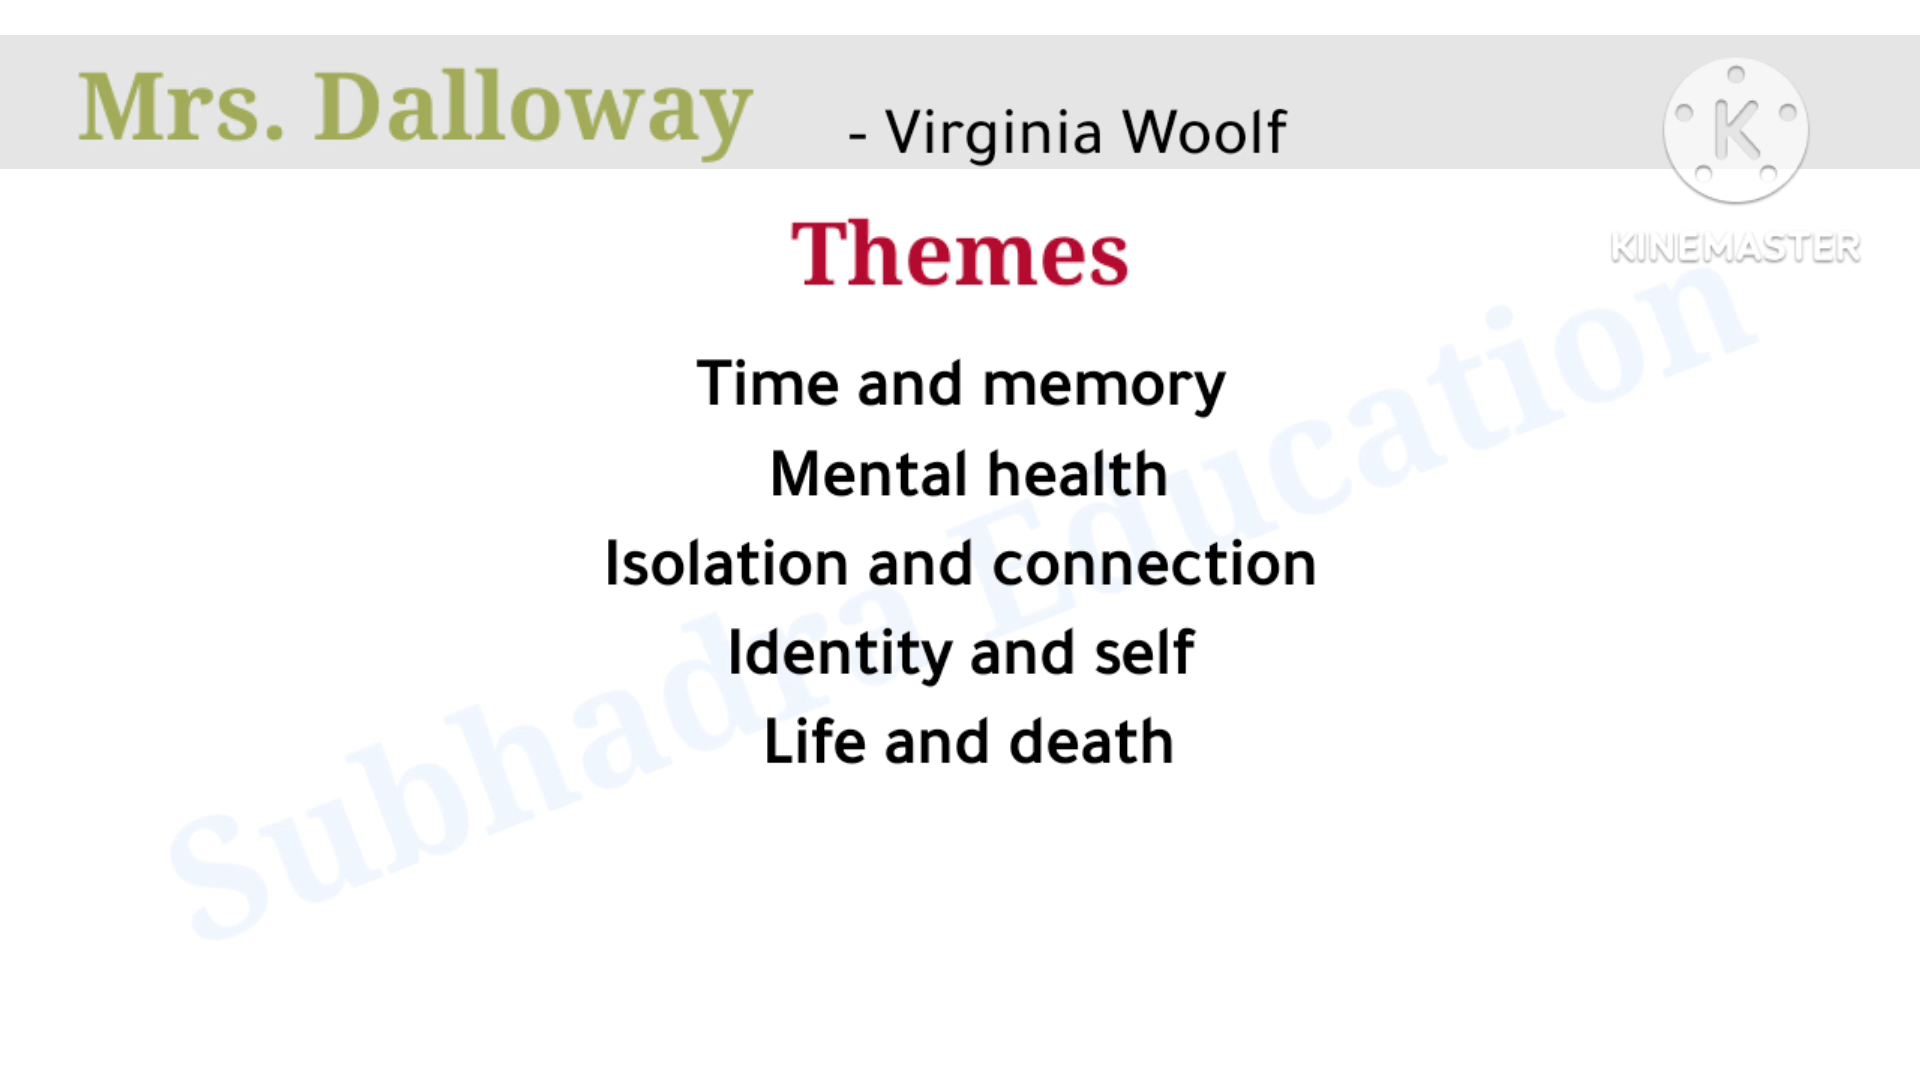 Mrs. Dalloway - Virginia Woolf
K
KINEMASTER
Themes
Time and memory
Mental health
Isolation and connection
Identity and self
Life and death
Subhadra Education